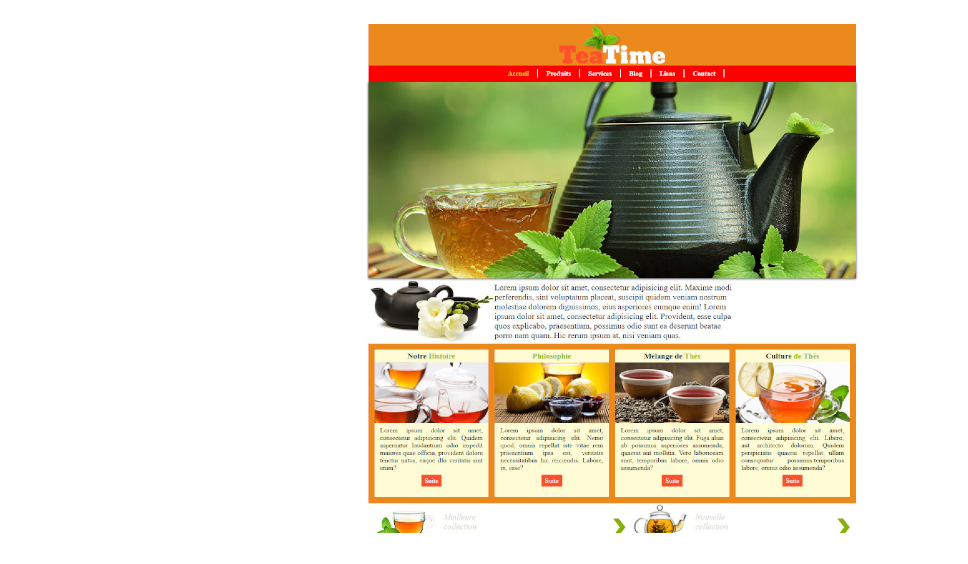 TeaTime
Accueil Produits Services Blog Liens Contact
Lorem ipsum dolor sit amet, consectetur adipisicing elit. Maxime modi
perferendis, sint voluptatum placeat, suscipit quidem veniam nostrum
molestiae dolorem dignissimos, eius asperiores cumque enim! Lorem
ipsum dolor sit amet, consectetur adipisicing elit. Provident, esse culpa
quos explicabo, praesentium, possimus odio sunt ea deserunt beatae
porro nam quam. Hic rerum ipsum at, nisi veniam quas.
Notre Histoire
Lorem ipsum dolor sit amet,
consectetur adipisicing elit. Quidem
aspernatur laudantium odio impedit
maiores quas officia, provident dolore
tenetur natus, eaque illo veritatis sint
rerum?
Suite
Philosophie
Lorem ipsum dolor sit amet,
consectetur adipisicing elit. Nemo
quod, omnis repellat iste vitae rem
praesentium ipsa est, veritatis
necessitatibus hic reiciendis. Labore,
in, esse?
Suite
Mélange de Thés
Lorem ipsum dolor sit amet,
consectetur adipisicing elit. Fuga alias
ab possimus asperiores assumenda,
quaerat aut mollitia. Vero laboriosam
sunt, temporibus labore, omnis odio
assumenda?
Suite
Culture de Thés
Lorem ipsum dolor sit amet,
consectetur adipisicing elit. Libero,
aut architecto dolorum. Quidem
perspiciatis quaerat repellat ullam
consequatur possimus temporibus
labore, omnis odio assumenda?
Suite
Meilleure
collection
Nouvelle
collection